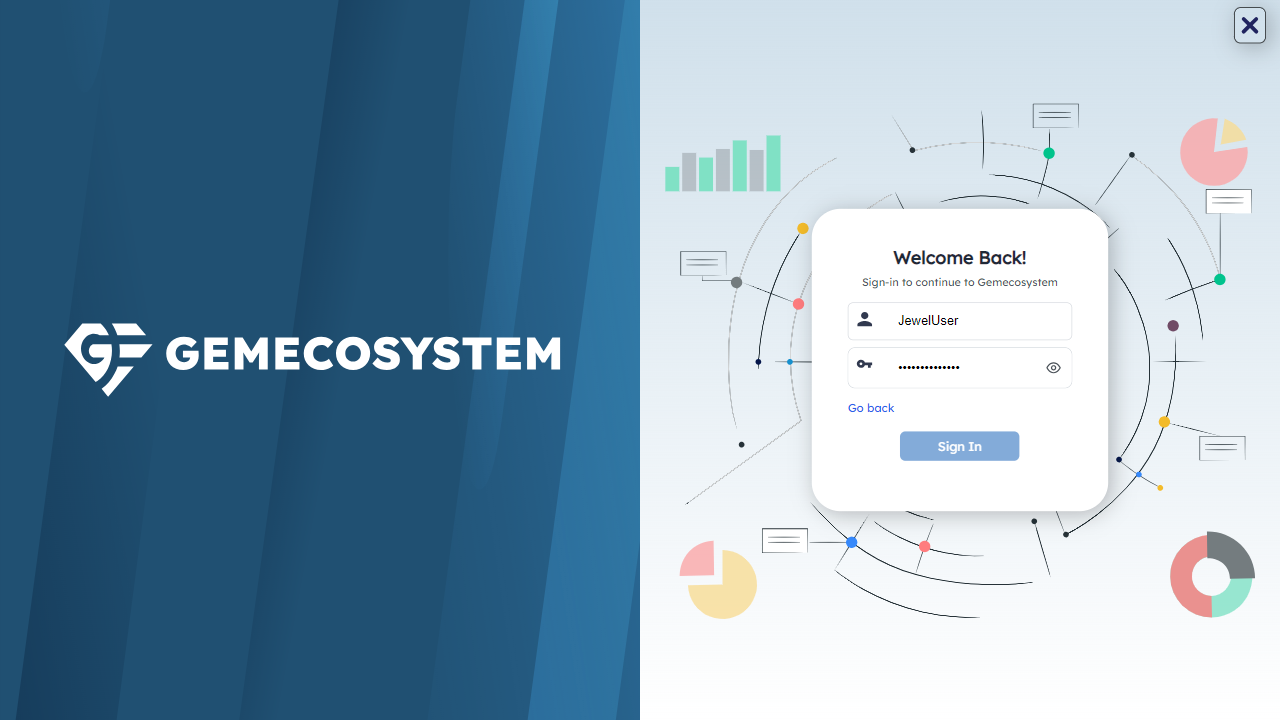 GEMECOSYSTEM
Welcome Back!
Sign-in to continue to Gemecosystem
JewelUser
••••••••••••••
Go back
Sign In